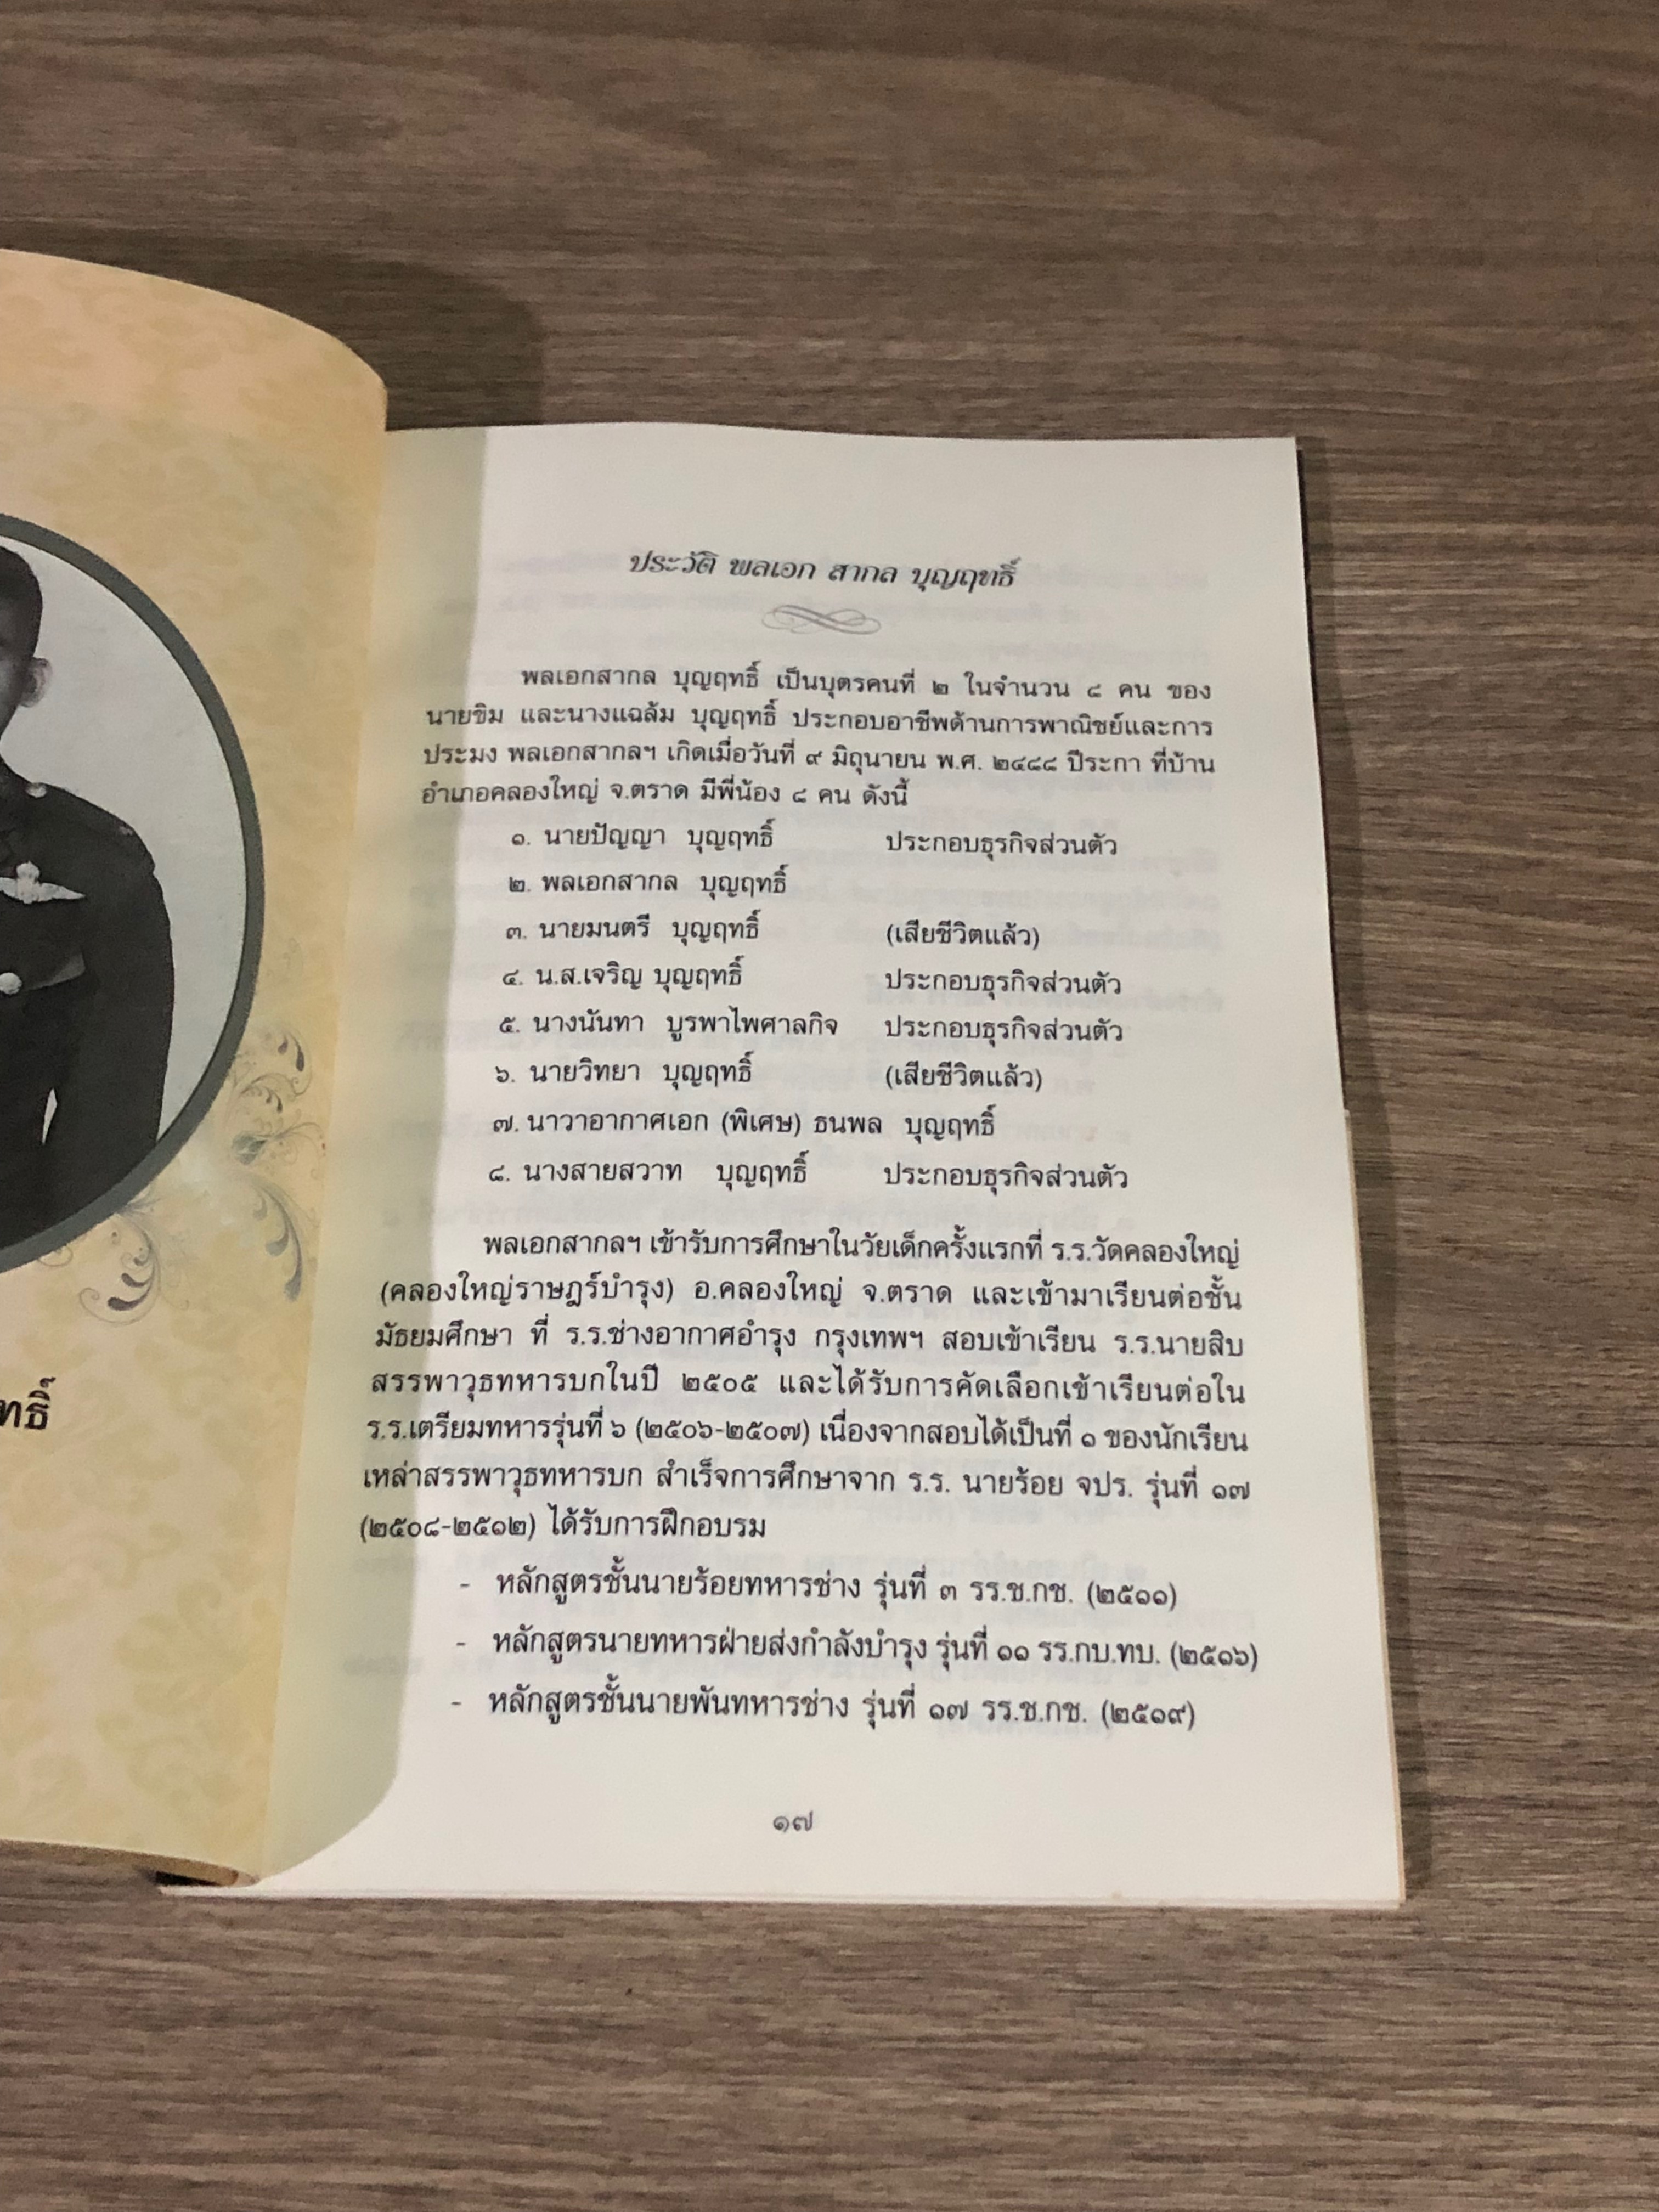 ทธิ์
ประวัติ พลเอก สากล บุญฤทธิ์
พลเอกสากล บุญฤทธิ์ เป็นบุตรคนที่ ๒ ในจำนวน ๘ คน ของ
นายขิม และนางแฉล้ม บุญฤทธิ์ ประกอบอาชีพด้านการพาณิชย์และการ
ประมง พลเอกสากลฯ เกิดเมื่อวันที่ ๙ มิถุนายน พ.ศ. ๒๔๘๘ ปีระกา ที่บ้าน
อำเภอคลองใหญ่ จ.ตราด มีพี่น้อง ๘ คน ดังนี้
๑. นายปัญญา บุญฤทธิ์ ประกอบธุรกิจส่วนตัว
๒. พลเอกสากล บุญฤทธิ์
๓. นายมนตรี บุญฤทธิ์ (เสียชีวิตแล้ว)
๔. น.ส.เจริญ บุญฤทธิ์ ประกอบธุรกิจส่วนตัว
๕. นางนันทา บูรพาไพศาลกิจ ประกอบธุรกิจส่วนตัว
๖. นายวิทยา บุญฤทธิ์ (เสียชีวิตแล้ว)
๗. นาวาอากาศเอก (พิเศษ) ธนพล บุญฤทธิ์
๘. นางสายสวาท บุญฤทธิ์ ประกอบธุรกิจส่วนตัว
พลเอกสากลฯ เข้ารับการศึกษาในวัยเด็กครั้งแรกที่ ร.ร.วัดคลองใหญ่
(คลองใหญ่ราษฎร์บำรุง) อ.คลองใหญ่ จ.ตราด และเข้ามาเรียนต่อชั้น
มัธยมศึกษา ที่ ร.ร.ช่างอากาศอำรุง กรุงเทพฯ สอบเข้าเรียน ร.ร.นายสิบ
สรรพาวุธทหารบกในปี ๒๕๐๕ และได้รับการคัดเลือกเข้าเรียนต่อใน
ร.ร.เตรียมทหารรุ่นที่ ๖ (๒๕๐๖-๒๕๐๗) เนื่องจากสอบได้เป็นที่ ๑ ของนักเรียน
เหล่าสรรพาวุธทหารบก สำเร็จการศึกษาจาก ร.ร. นายร้อย จปร. รุ่นที่ ๑๗
(๒๕๐๘-๒๕๑๒) ได้รับการฝึกอบรม
- หลักสูตรชั้นนายร้อยทหารช่าง รุ่นที่ ๓ รร.ช.กช. (๒๕๑๑)
- หลักสูตรนายทหารฝ่ายส่งกำลังบำรุง รุ่นที่ ๑๑ รร.กบ.ทบ. (๒๕๑๖)
- หลักสูตรชั้นนายพันทหารช่าง รุ่นที่ ๑๗ รร.ช.กช. (๒๕๑๙)
๑๗